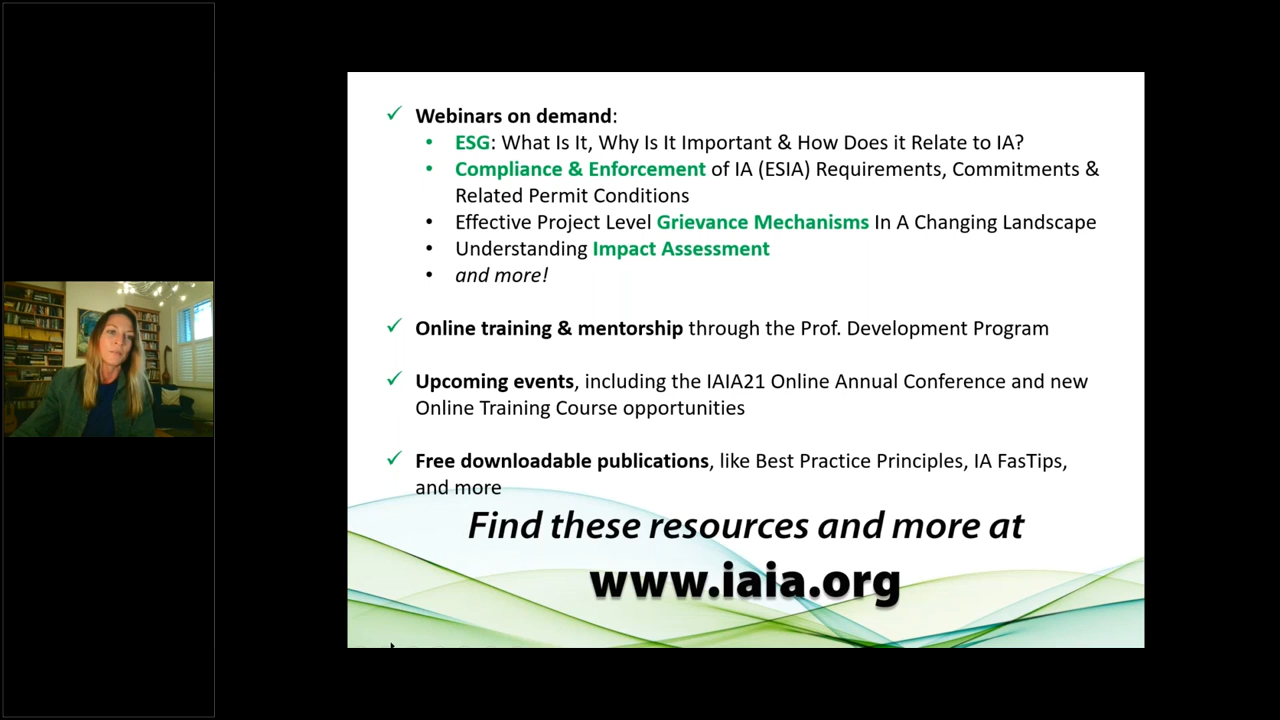 Webinars on demand:
ESG: What Is It, Why Is It Important & How Does it Relate to IA?
Compliance & Enforcement of IA (ESIA) Requirements, Commitments &
Related Permit Conditions
Effective Project Level Grievance Mechanisms In A Changing Landscape
Understanding Impact Assessment
and more!
Online training & mentorship through the Prof. Development Program
Upcoming events, including the IAIA21 Online Annual Conference and new
Online Training Course opportunities
Free downloadable publications, like Best Practice Principles, IA FasTips,
and more
Find these resources and more at
www.iaia.org